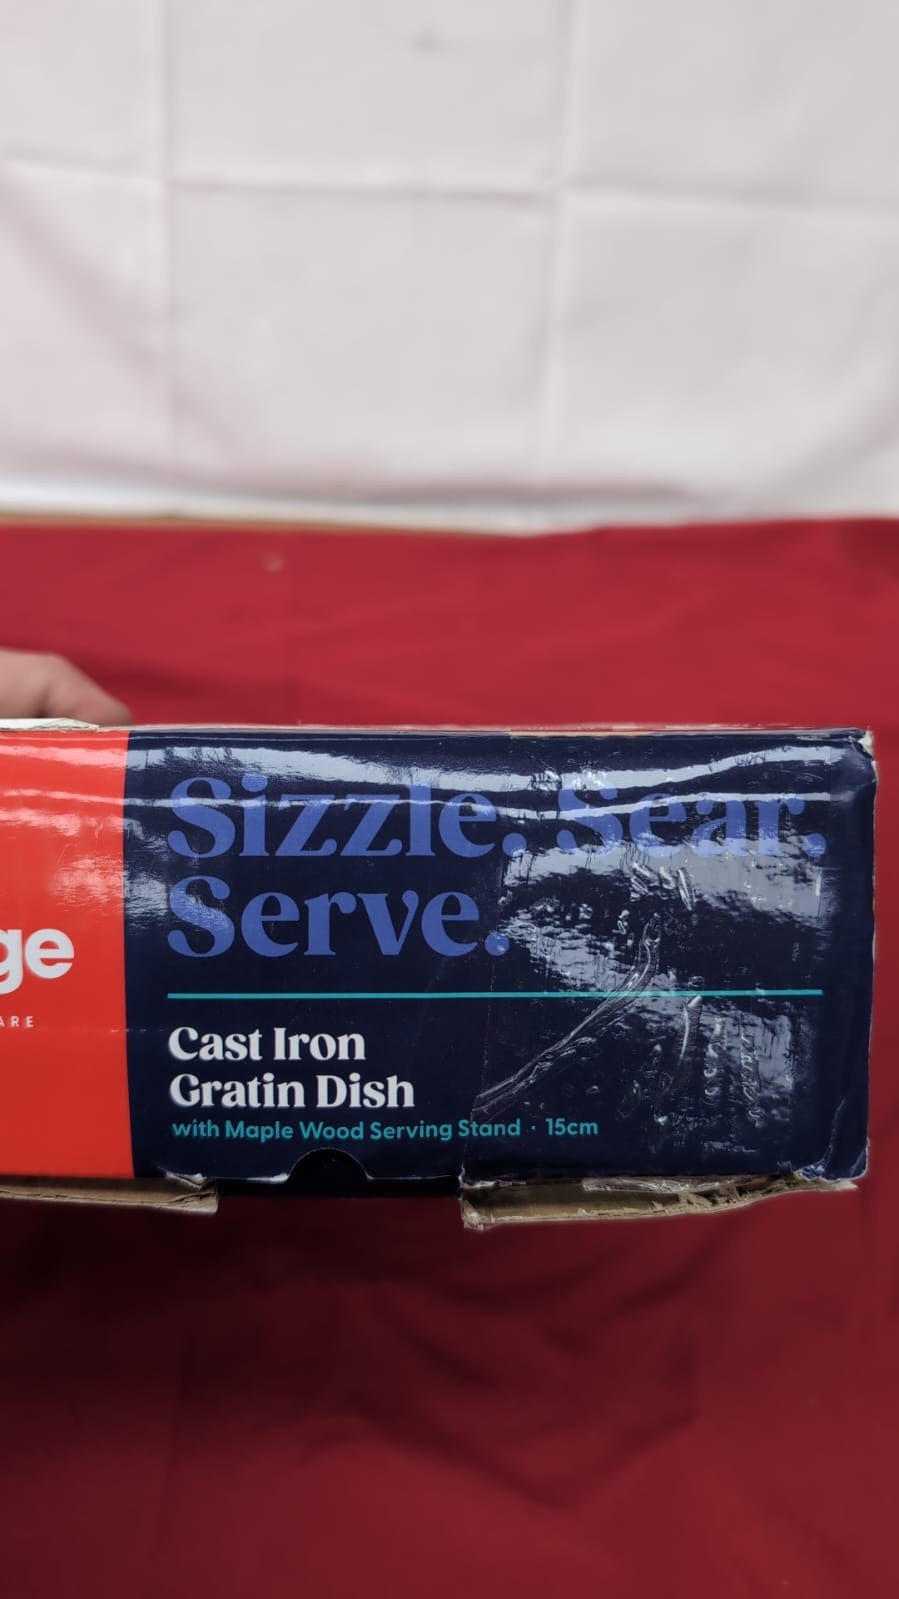 ge
ARE
Sizzle. Sear.
Serve.
Cast Iron
Gratin Dish
with Maple Wood Serving Stand · 15cm